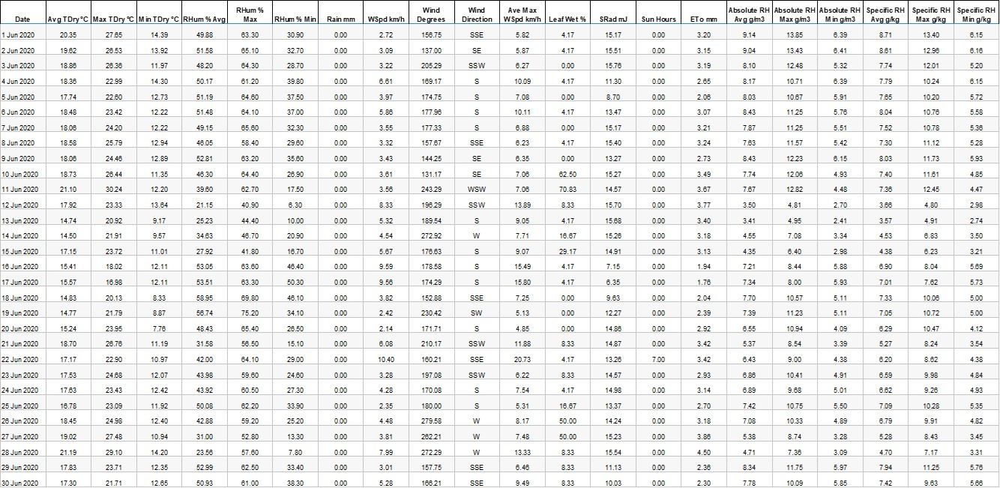 Date Avg TDry °C Max TDry °C Min TDry °C RHum % Avg RHum % Max RHum % Min Rain mm WSpd km/h Wind Degrees Wind Direction Ave Max WSpd km/h Leaf Wet % SRad mJ Sun Hours ETo mm Absolute RH Avg g/m3 Absolute RH Max g/m3 Absolute RH Min g/m3 Specific RH Avg g/kg Specific RH Max g/kg Specific RH Min g/kg
1 Jun 2020 20.35 27.65 14.39 49.88 63.30 30.90 0.00 2.72 156.75 SSE 5.82 4.17 15.17 0.00 3.20 9.14 13.85 6.39 8.71 13.40 6.15
2 Jun 2020 19.62 26.53 13.92 51.58 65.10 32.70 0.00 3.09 137.00 SE 5.87 4.17 15.51 0.00 3.15 9.04 13.43 6.41 8.61 12.96 6.16
3 Jun 2020 18.86 26.36 11.97 48.20 64.30 28.70 0.00 3.22 205.29 SSW 6.27 0.00 15.76 0.00 3.19 8.10 12.48 5.32 7.74 12.01 5.20
4 Jun 2020 18.36 22.99 14.30 50.17 61.20 39.80 0.00 6.61 169.17 S 10.09 4.17 11.30 0.00 2.65 8.17 10.71 6.39 7.79 10.24 6.15
5 Jun 2020 17.74 22.60 12.73 51.19 64.60 37.50 0.00 3.97 174.75 S 7.08 0.00 8.70 0.00 2.06 8.03 10.67 5.91 7.65 10.20 5.72
6 Jun 2020 18.48 23.42 12.22 51.48 64.10 37.00 0.00 5.86 177.96 S 10.11 4.17 13.47 0.00 3.07 8.43 11.25 5.76 8.04 10.76 5.58
7 Jun 2020 18.06 24.20 12.22 49.15 65.60 32.30 0.00 3.55 177.33 S 6.88 0.00 15.17 0.00 3.21 7.87 11.25 5.51 7.52 10.78 5.36
8 Jun 2020 18.58 25.79 12.94 46.05 58.40 29.60 0.00 3.32 157.67 SSE 6.23 4.17 15.40 0.00 3.24 7.63 11.57 5.42 7.30 11.12 5.28
9 Jun 2020 18.06 24.46 12.89 52.81 63.20 35.60 0.00 3.43 144.25 SE 6.35 0.00 13.27 0.00 2.73 8.43 12.23 6.15 8.03 11.73 5.93
10 Jun 2020 18.73 26.44 11.35 46.30 64.40 26.90 0.00 3.61 131.17 SE 7.06 62.50 15.27 0.00 3.49 7.74 12.06 4.93 7.40 11.61 4.85
11 Jun 2020 21.10 30.24 12.20 39.60 62.70 17.50 0.00 3.56 243.29 WSW 7.06 70.83 14.57 0.00 3.67 7.67 12.82 4.48 7.36 12.45 4.47
12 Jun 2020 17.92 23.33 13.64 21.15 40.90 6.30 0.00 8.33 196.29 SSW 13.89 8.33 15.70 0.00 3.77 3.50 4.81 2.70 3.66 4.80 2.98
13 Jun 2020 14.74 20.92 9.17 25.23 44.40 10.00 0.00 5.32 189.54 S 9.05 4.17 15.68 0.00 3.40 3.41 4.95 2.41 3.57 4.91 2.74
14 Jun 2020 14.50 21.91 9.57 34.63 46.70 20.90 0.00 4.54 272.92 W 7.71 16.67 15.26 0.00 3.18 4.55 7.08 3.34 4.53 6.83 3.50
15 Jun 2020 17.15 23.72 11.01 27.92 41.80 16.70 0.00 5.67 176.63 S 9.07 29.17 14.91 0.00 3.13 4.35 6.40 2.98 4.38 6.23 3.21
16 Jun 2020 15.41 18.02 12.11 53.05 63.60 46.40 0.00 9.59 178.58 S 15.49 4.17 7.15 0.00 1.94 7.21 8.44 5.88 6.90 8.04 5.69
17 Jun 2020 15.57 16.98 12.11 53.51 63.30 50.30 0.00 9.56 174.29 S 15.80 4.17 6.35 0.00 1.76 7.34 8.00 5.93 7.01 7.62 5.73
18 Jun 2020 14.83 20.13 8.33 58.95 69.80 46.10 0.00 3.82 152.88 SSE 7.25 0.00 9.63 0.00 2.04 7.70 10.57 5.11 7.33 10.06 5.00
19 Jun 2020 14.77 21.79 8.87 56.74 75.20 34.10 0.00 2.42 230.42 SW 5.13 0.00 12.27 0.00 2.39 7.39 11.23 5.11 7.05 10.72 5.00
20 Jun 2020 15.24 23.95 7.76 48.43 65.40 26.50 0.00 2.14 171.71 S 4.85 0.00 14.86 0.00 2.92 6.55 10.94 4.09 6.29 10.47 4.12
21 Jun 2020 18.70 26.76 11.19 31.58 56.50 15.10 0.00 6.08 210.17 SSW 11.88 8.33 14.87 0.00 3.42 5.37 8.54 3.39 5.27 8.24 3.54
22 Jun 2020 17.17 22.90 10.97 42.00 64.10 29.00 0.00 10.40 160.21 SSE 20.73 4.17 13.26 7.00 3.42 6.43 9.00 4.38 6.20 8.62 4.38
23 Jun 2020 17.53 24.68 12.07 43.98 59.60 24.60 0.00 3.28 197.08 SSW 6.22 8.33 14.57 0.00 2.93 6.86 10.41 4.91 6.59 9.98 4.84
24 Jun 2020 17.63 23.43 12.42 43.92 60.50 27.30 0.00 4.28 170.08 S 7.54 4.17 14.98 0.00 3.14 6.89 9.68 5.01 6.62 9.26 4.93
25 Jun 2020 16.78 23.09 11.92 50.08 62.20 33.90 0.00 2.35 180.00 S 5.31 16.67 13.37 0.00 2.70 7.42 10.75 5.50 7.09 10.28 5.35
26 Jun 2020 18.45 24.98 12.40 42.88 59.20 25.20 0.00 4.48 279.58 W 8.17 50.00 14.24 0.00 3.18 7.08 10.33 4.89 6.79 9.91 4.82
27 Jun 2020 19.02 27.48 10.94 31.00 52.80 13.30 0.00 3.81 262.21 W 7.48 50.00 15.23 0.00 3.86 5.38 8.74 3.28 5.28 8.43 3.45
28 Jun 2020 21.19 29.10 14.20 23.56 57.60 7.80 0.00 7.99 272.29 W 13.33 8.33 15.54 0.00 4.50 4.71 7.36 3.09 4.70 7.17 3.31
29 Jun 2020 17.83 23.71 12.35 52.99 62.50 33.40 0.00 3.01 157.75 SSE 6.46 8.33 11.13 0.00 2.36 8.34 11.75 5.97 7.94 11.25 5.76
30 Jun 2020 17.30 21.71 12.65 50.93 61.00 38.30 0.00 5.28 166.21 SSE 9.49 8.33 10.03 0.00 2.30 7.78 10.09 5.85 7.42 9.63 5.66